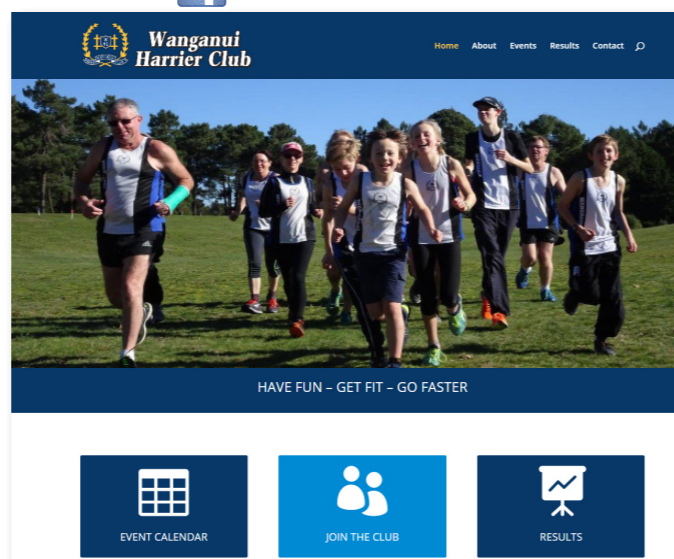 Wanganui
Harrier Club
Home About Events Results Contact
HAVE FUN – GET FIT – GO FASTER
EVENT CALENDAR
JOIN THE CLUB
RESULTS